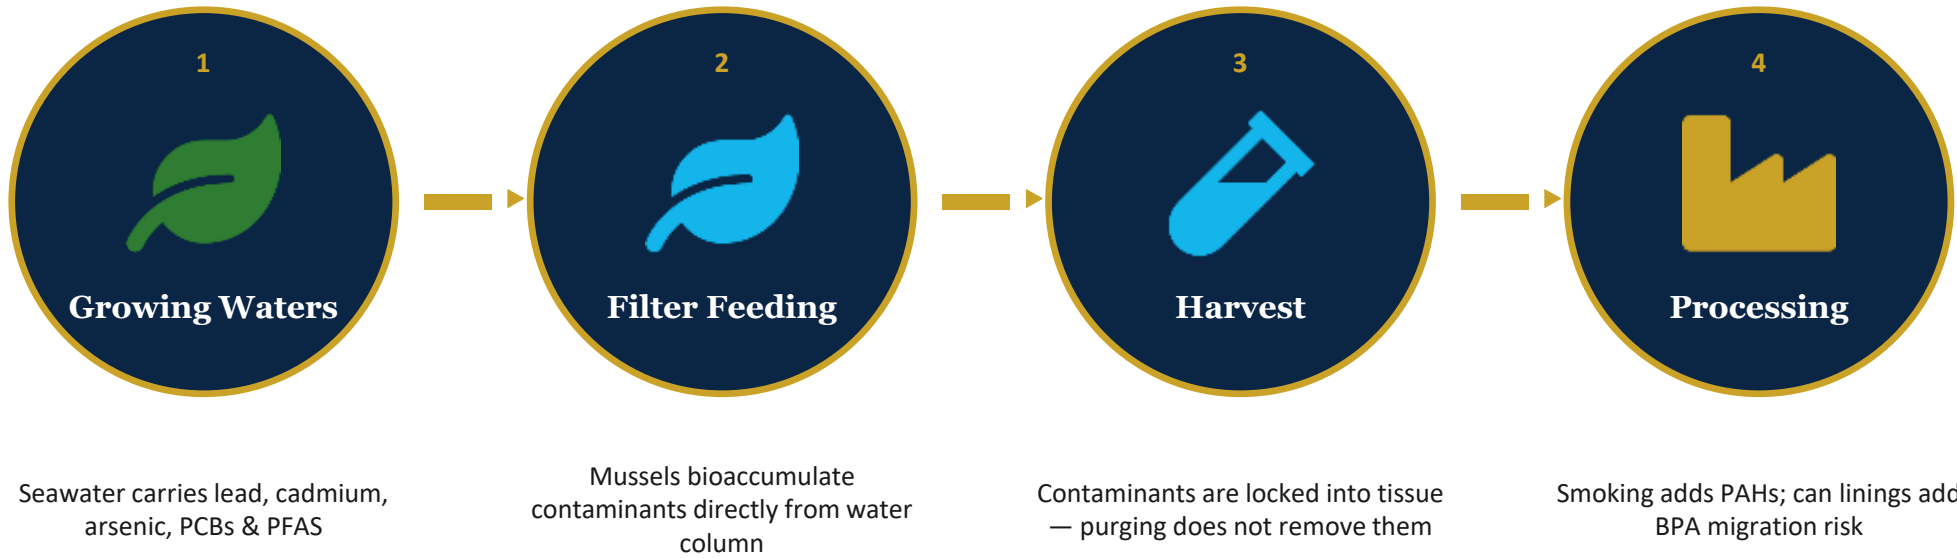 1
Growing Waters
Seawater carries lead, cadmium,
arsenic, PCBs & PFAS
2
Filter Feeding
Mussels bioaccumulate
contaminants directly from water
column
3
Harvest
Contaminants are locked into tissue
— purging does not remove them
4
Processing
Smoking adds PAHs; can linings add
BPA migration risk